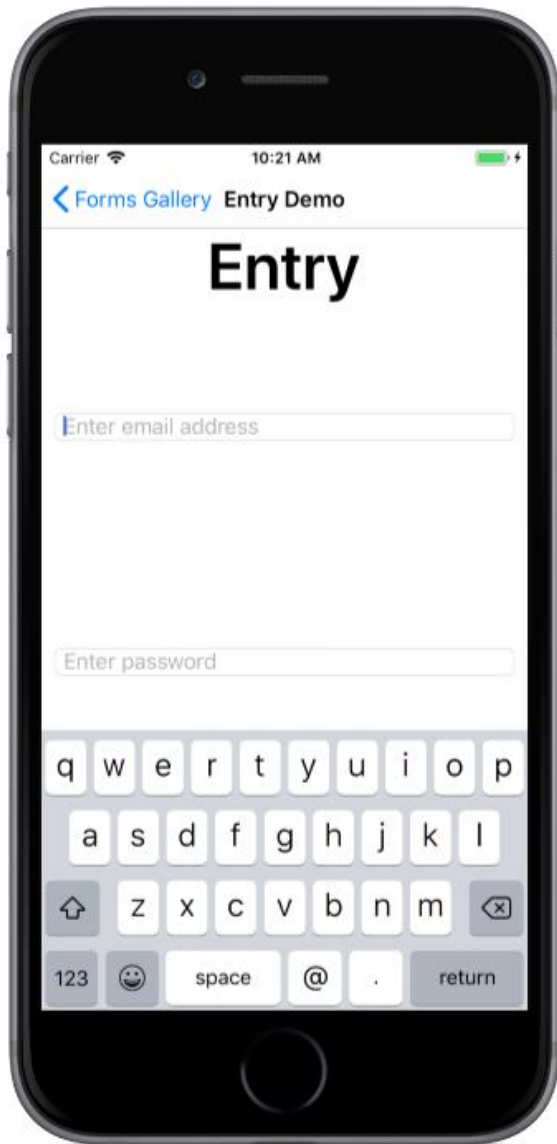 Carrier 10:21 AM
Forms Gallery Entry Demo
Entry
Enter email address
Enter password
q w e r t y u i o p
a s d f g h j k l
z x c v b n m
123 space @ . return